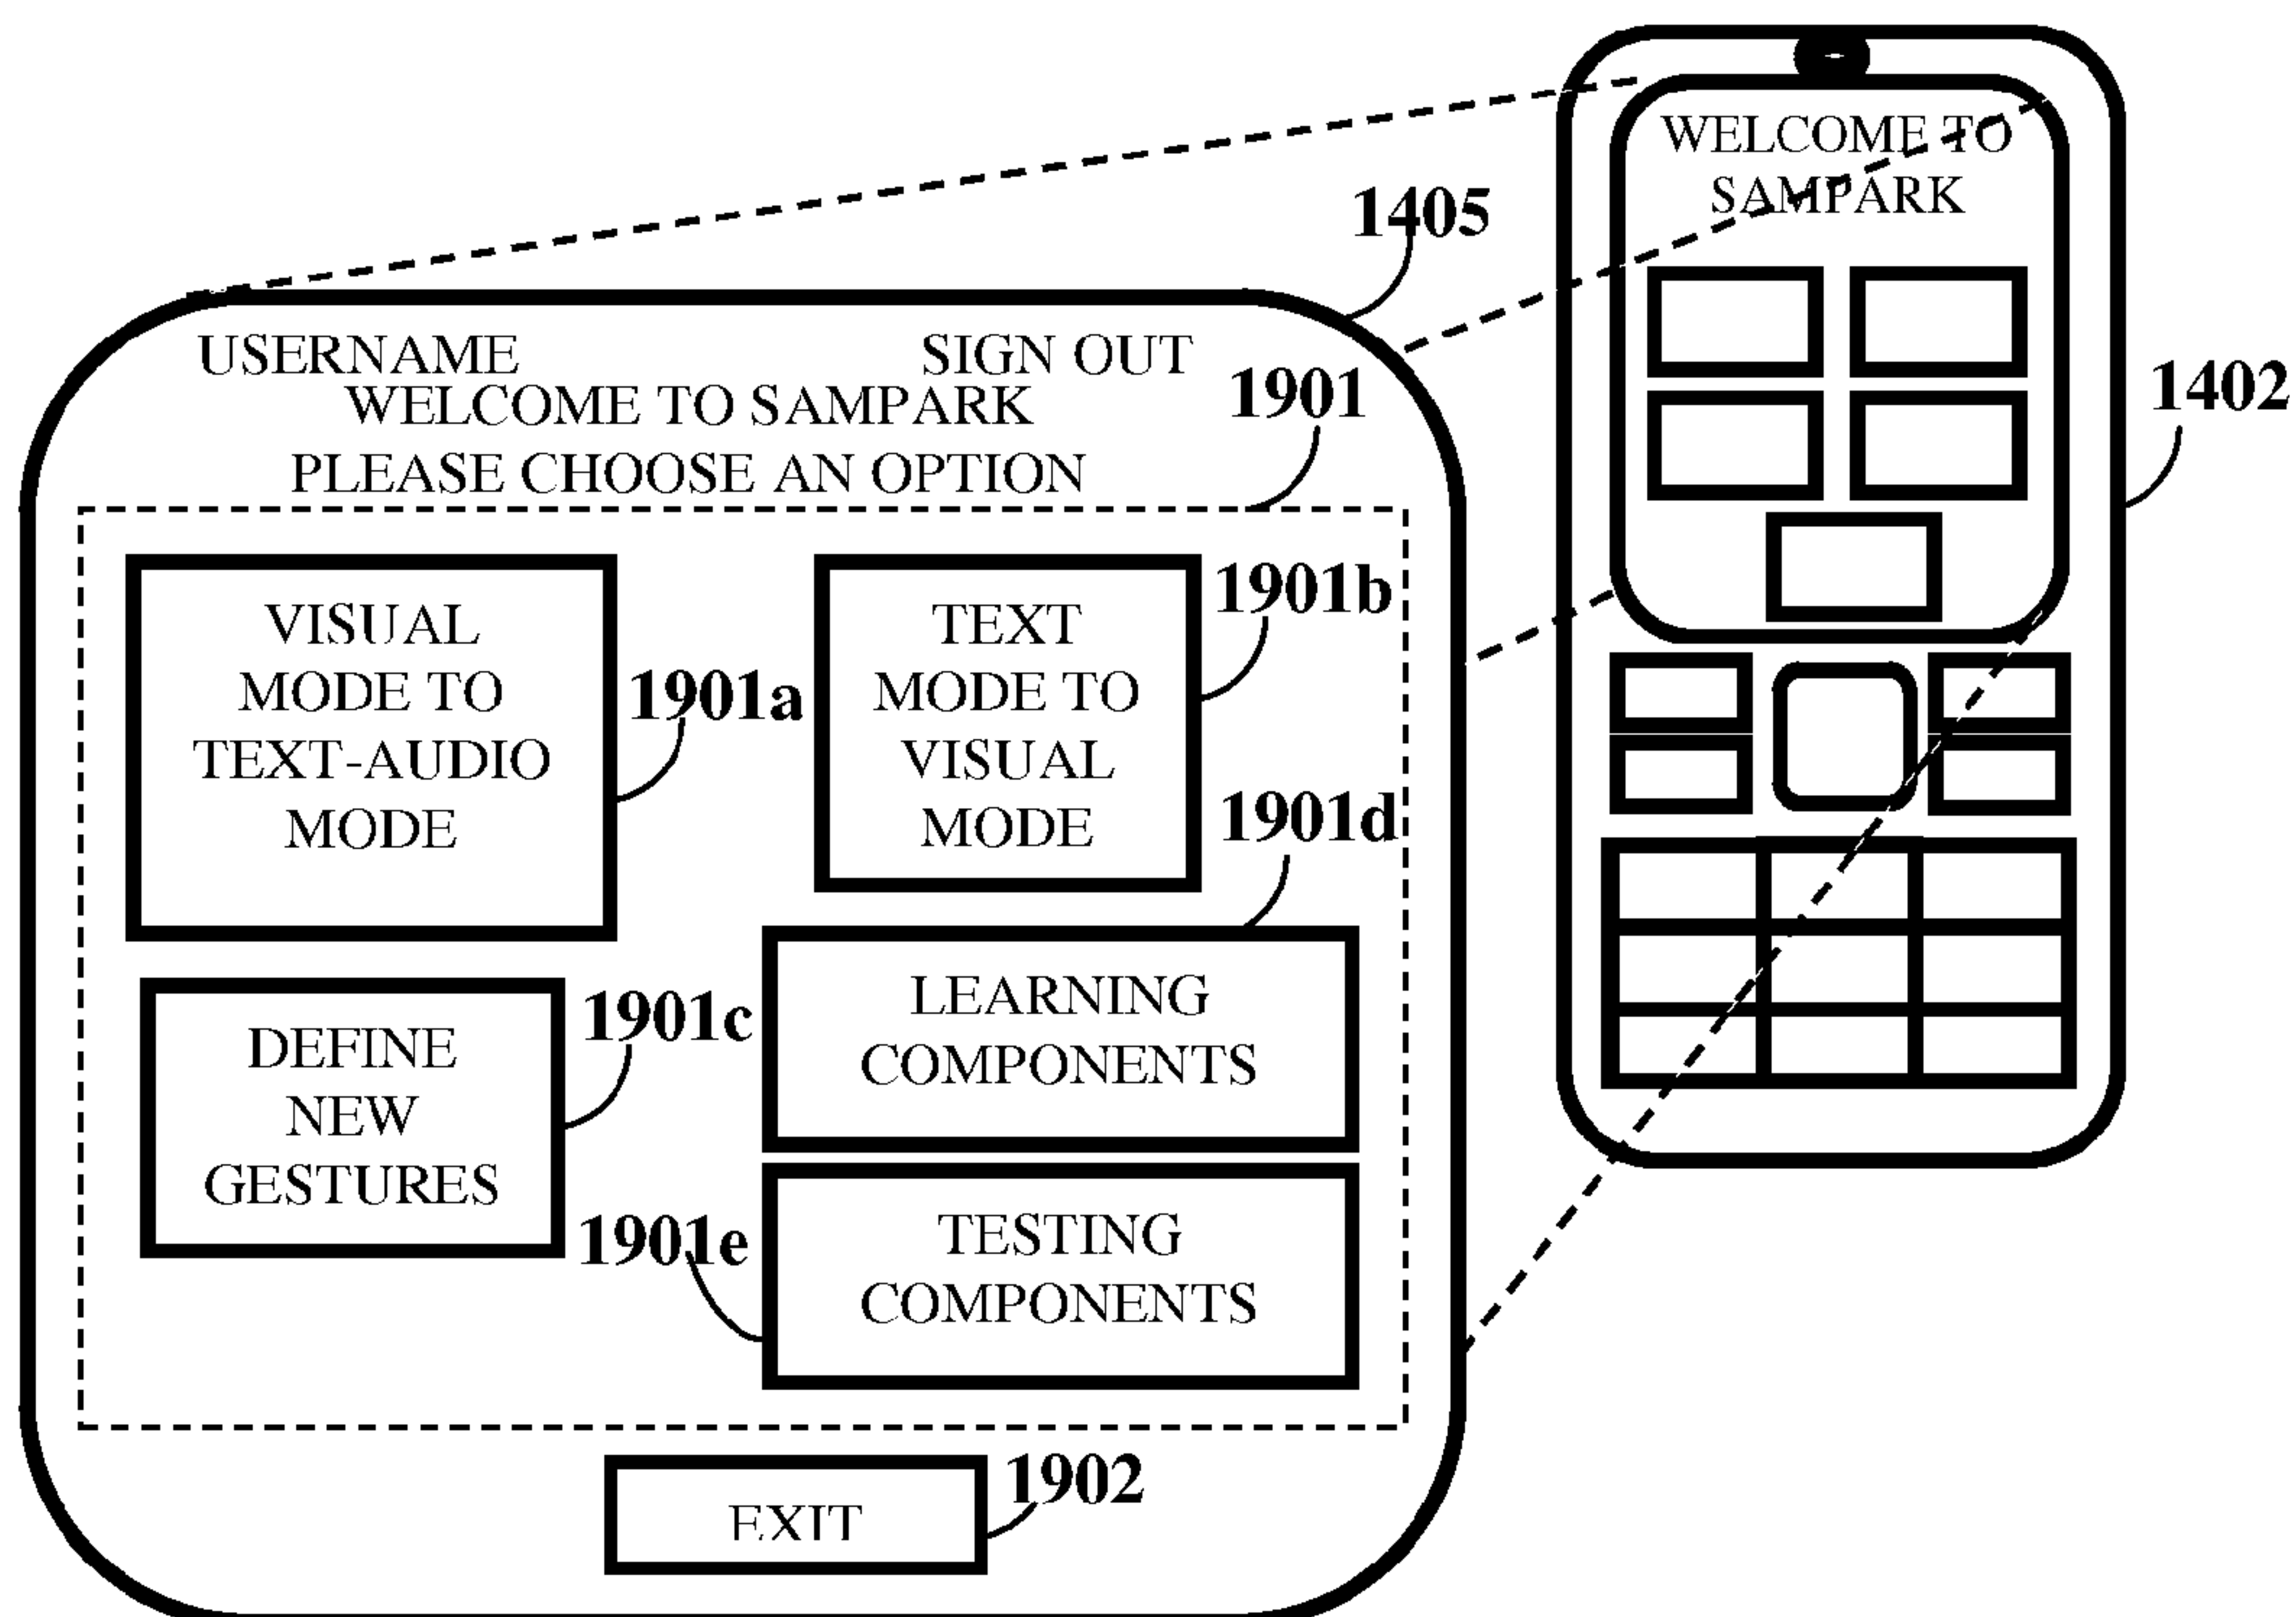 WELCOME TO
SAMPARK
1405
1402
USERNAME SIGN OUT
WELCOME TO SAMPARK
PLEASE CHOOSE AN OPTION
1901
VISUAL
MODE TO
TEXT-AUDIO
MODE
1901a
TEXT
MODE TO
VISUAL
MODE
1901b
DEFINE
NEW
GESTURES
1901c
LEARNING
COMPONENTS
1901d
TESTING
COMPONENTS
1901e
EXIT
1902